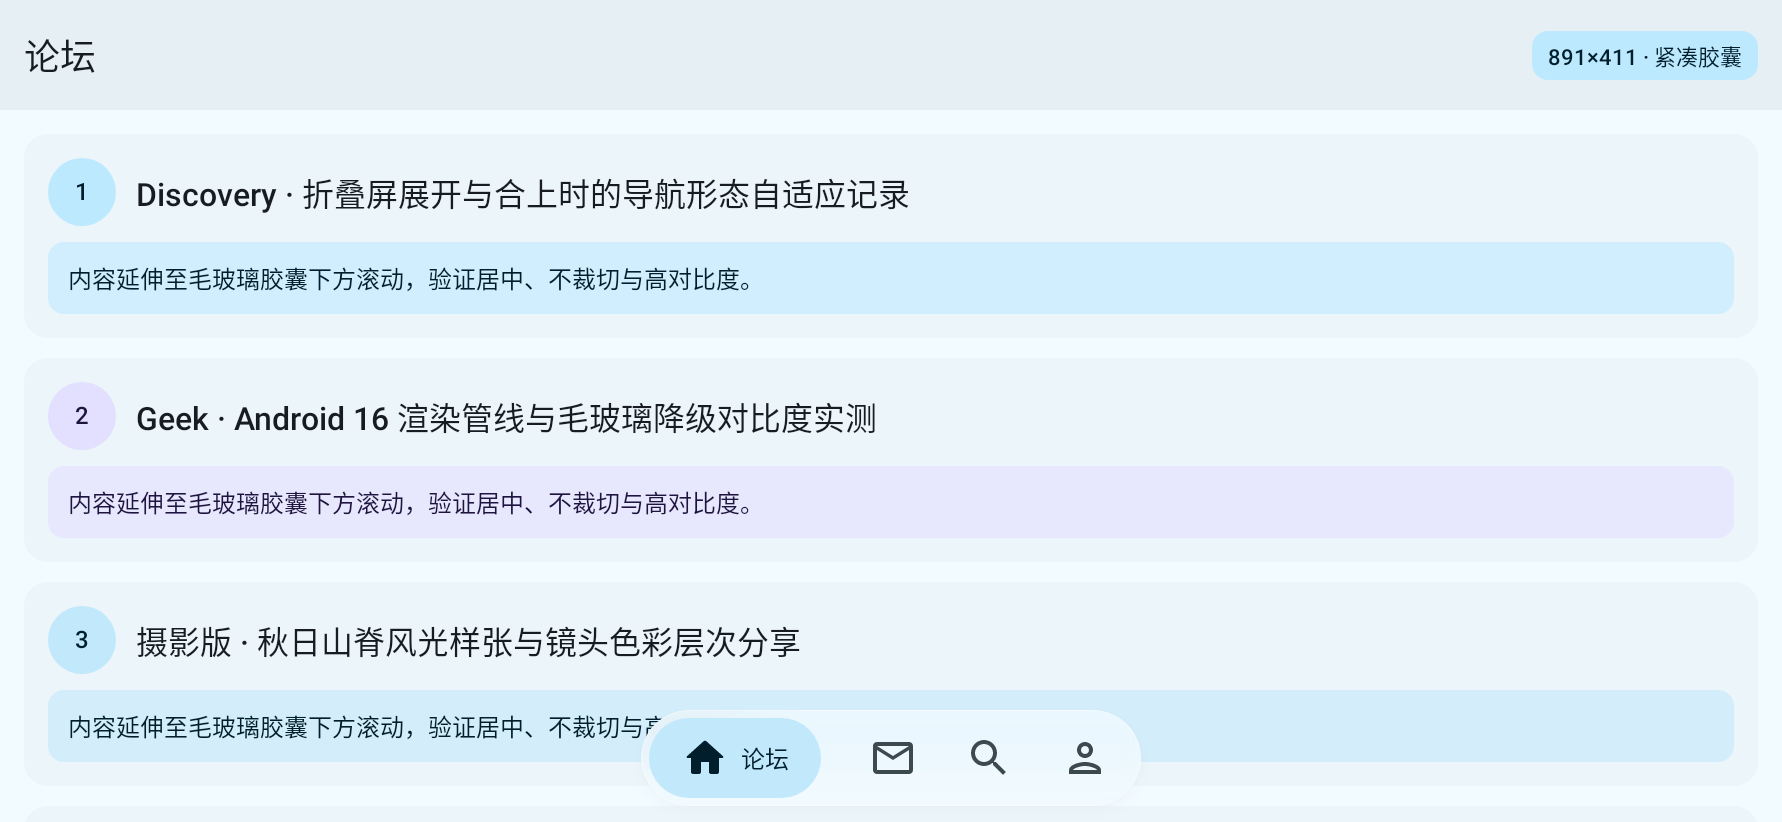 论坛
891×411 · 紧凑胶囊
1
Discovery · 折叠屏展开与合上时的导航形态自适应记录
内容延伸至毛玻璃胶囊下方滚动，验证居中、不裁切与高对比度。
2
Geek · Android 16 渲染管线与毛玻璃降级对比度实测
内容延伸至毛玻璃胶囊下方滚动，验证居中、不裁切与高对比度。
3
摄影版 · 秋日山脊风光样张与镜头色彩层次分享
内容延伸至毛玻璃胶囊下方滚动，验证居中、不裁切与
论坛